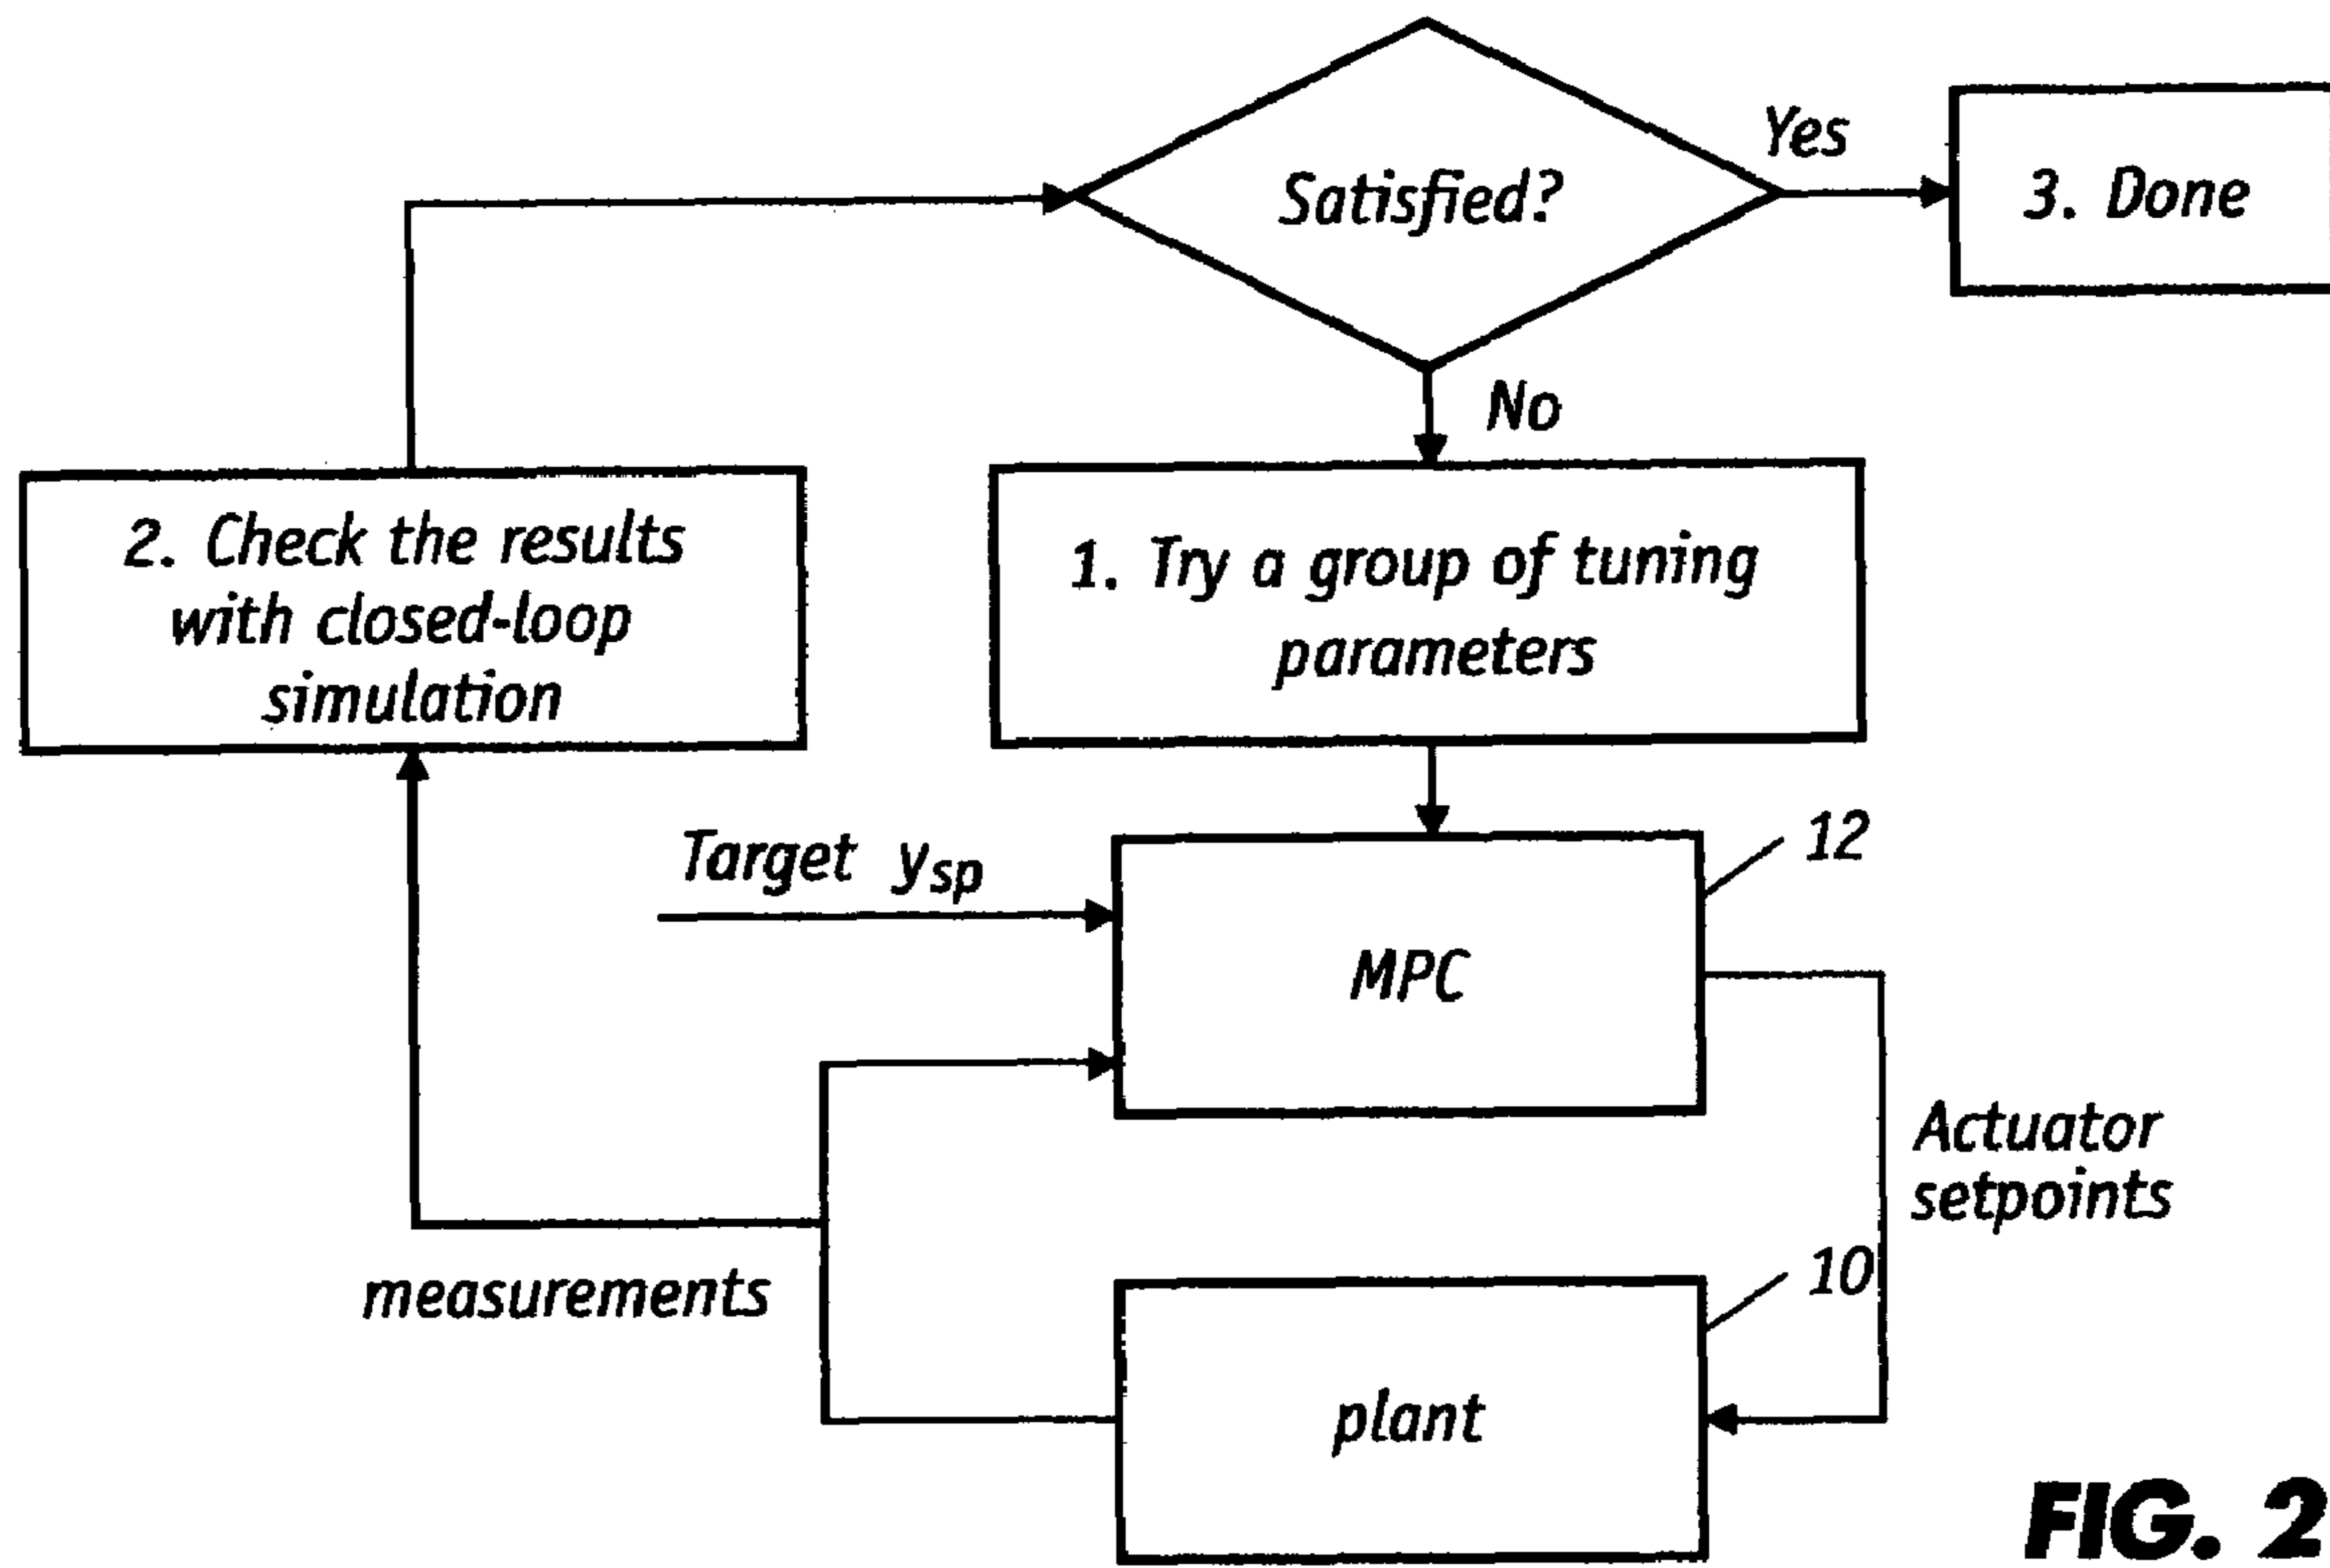 Yes
Satisfied?
3. Done
No
2. Check the results
with closed-loop
simulation
1. Try a group of tuning
parameters
Target ysp
12
MPC
Actuator
setpoints
measurements
10
plant
FIG. 2